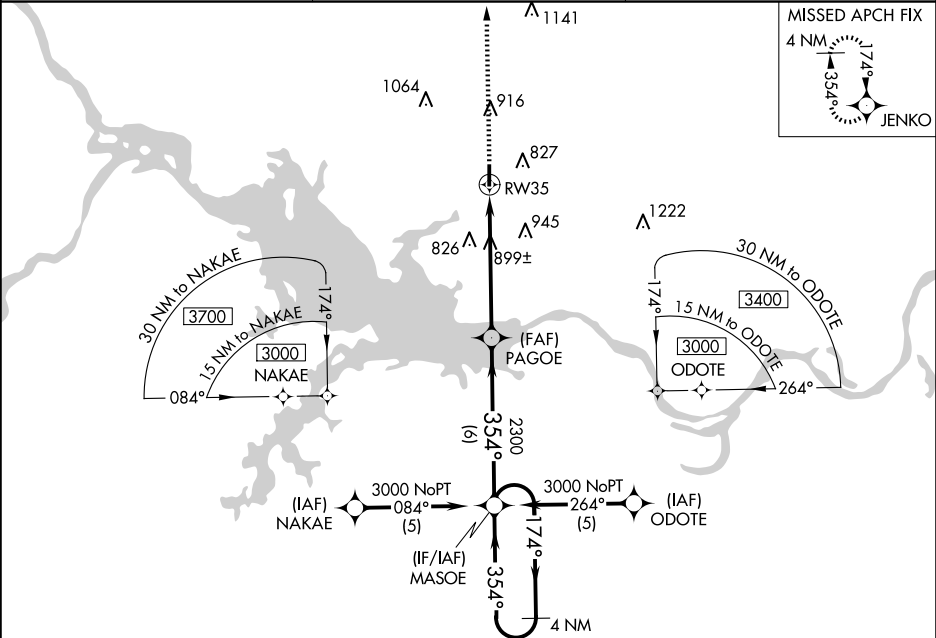 MISSED APCH FIX
4 NM
174°
354°
JENKO
1141
1064
916
827
RW35
1222
945
826
899±
30 NM to NAKAE
3700
15 NM to NAKAE
3000
NAKAE
174°
084°
30 NM to ODOTE
3400
15 NM to ODOTE
3000
ODOTE
174°
264°
(FAF)
PAGOE
2300
354°
(6)
(IAF)
NAKAE
3000 NoPT
084°
(5)
3000 NoPT
264°
(5)
(IAF)
ODOTE
(IF/IAF)
MASOE
174°
354°
4 NM